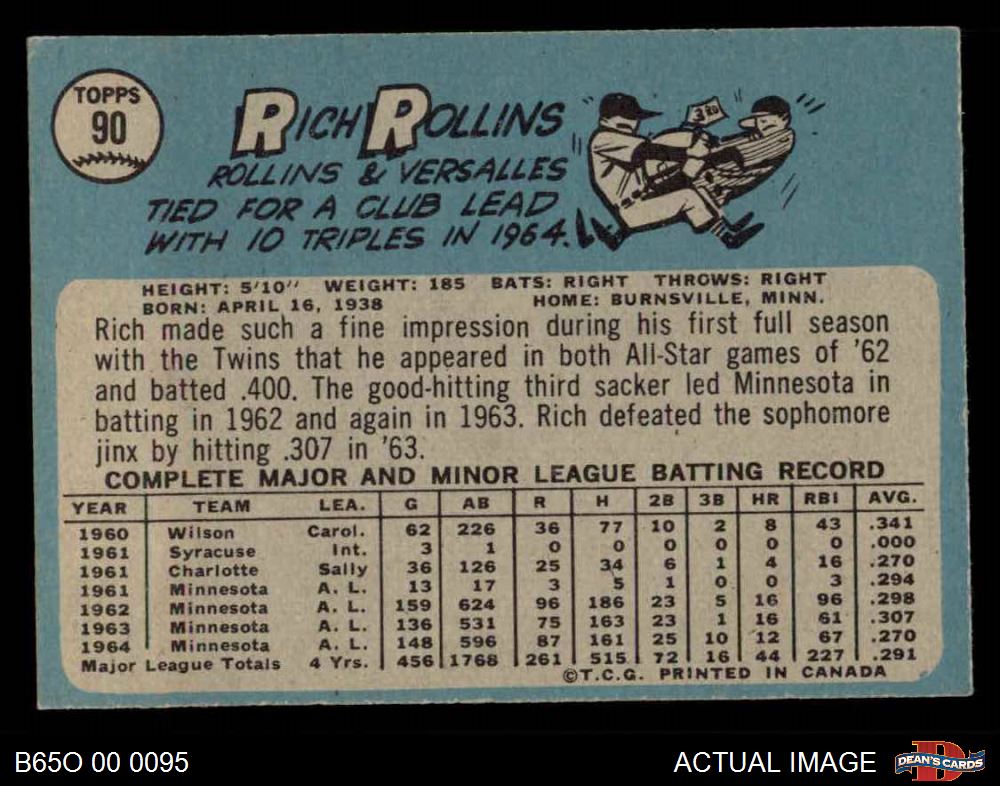 TOPPS
90
RICH ROLLINS
ROLLINS & VERSALLES
TIED FOR A CLUB LEAD
WITH 10 TRIPLES IN 1964.
3RD
HEIGHT: 5'10" WEIGHT: 185 BATS: RIGHT THROWS: RIGHT
BORN: APRIL 16, 1938 HOME: BURNSVILLE, MINN.
Rich made such a fine impression during his first full season
with the Twins that he appeared in both All-Star games of '62
and batted .400. The good-hitting third sacker led Minnesota in
batting in 1962 and again in 1963. Rich defeated the sophomore
jinx by hitting .307 in '63.
COMPLETE MAJOR AND MINOR LEAGUE BATTING RECORD
YEAR TEAM LEA. G AB R H 2B 3B HR RBI AVG.
1960 Wilson Carol. 62 226 36 77 10 2 8 43 .341
1961 Syracuse Int. 3 1 0 0 0 0 0 0 .000
1961 Charlotte Sally 36 126 25 34 6 1 4 16 .270
1961 Minnesota A. L. 13 17 3 5 1 0 0 3 .294
1962 Minnesota A. L. 159 624 96 186 23 5 16 96 .298
1963 Minnesota A. L. 136 531 75 163 23 1 16 61 .307
1964 Minnesota A. L. 148 596 87 161 25 10 12 67 .270
Major League Totals 4 Yrs. 456 1768 261 515 72 16 44 227 .291
©T.C.G. PRINTED IN CANADA
B65O 00 0095
ACTUAL IMAGE
D
DEAN'S CARDS